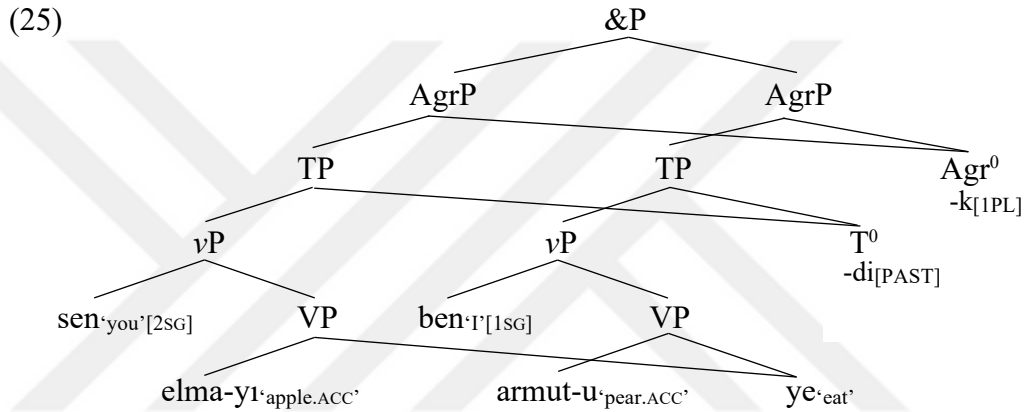 (25) &P
AgrP AgrP
TP TP Agr⁰
-k[1PL]
vP vP T⁰
-di[PAST]
sen‘you’[2SG] VP ben‘I’[1SG] VP
elma-yı‘apple.ACC’ armut-u‘pear.ACC’ ye‘eat’